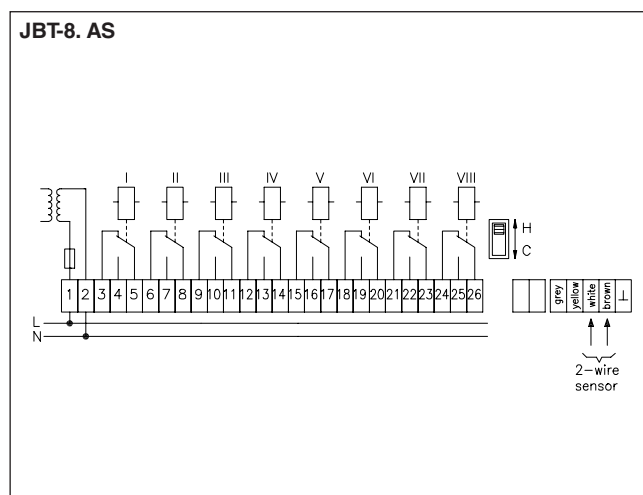 JBT-8. AS
I II III IV V VI VII VIII
H
C
1 2 3 4 5 6 7 8 9 10 11 12 13 14 15 16 17 18 19 20 21 22 23 24 25 26
grey yellow white brown
L
N
2-wire
sensor